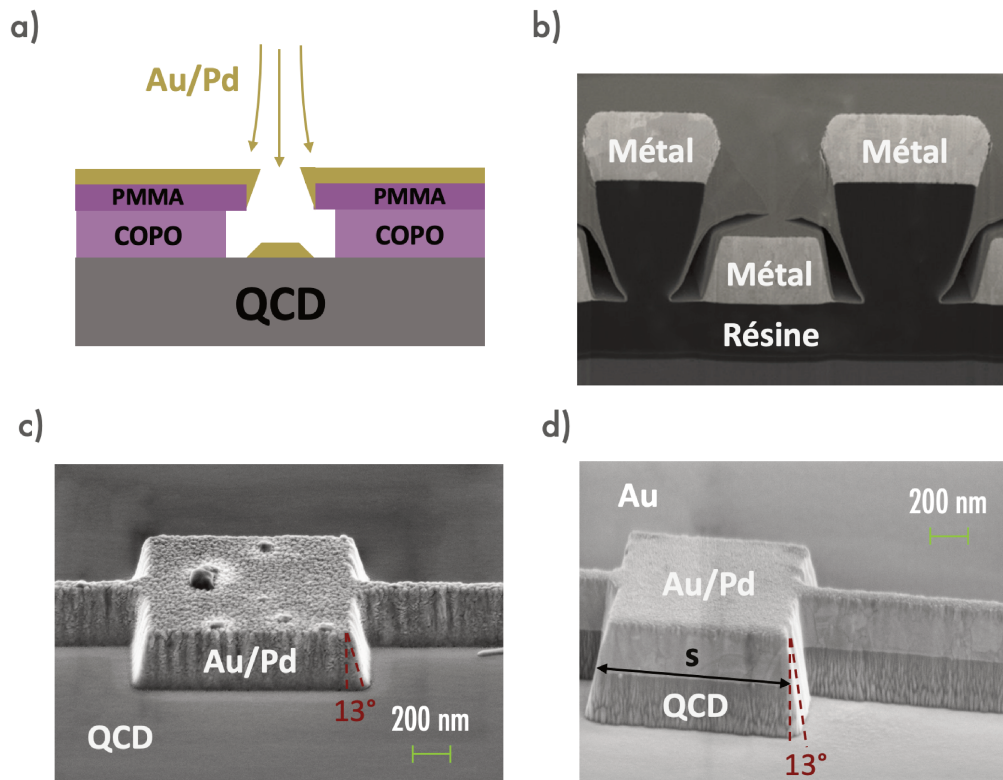 a)
Au/Pd
PMMA
PMMA
COPO
COPO
QCD
b)
Métal
Métal
Métal
Résine
c)
Au/Pd
13°
200 nm
QCD
d)
Au
200 nm
Au/Pd
s
QCD
13°